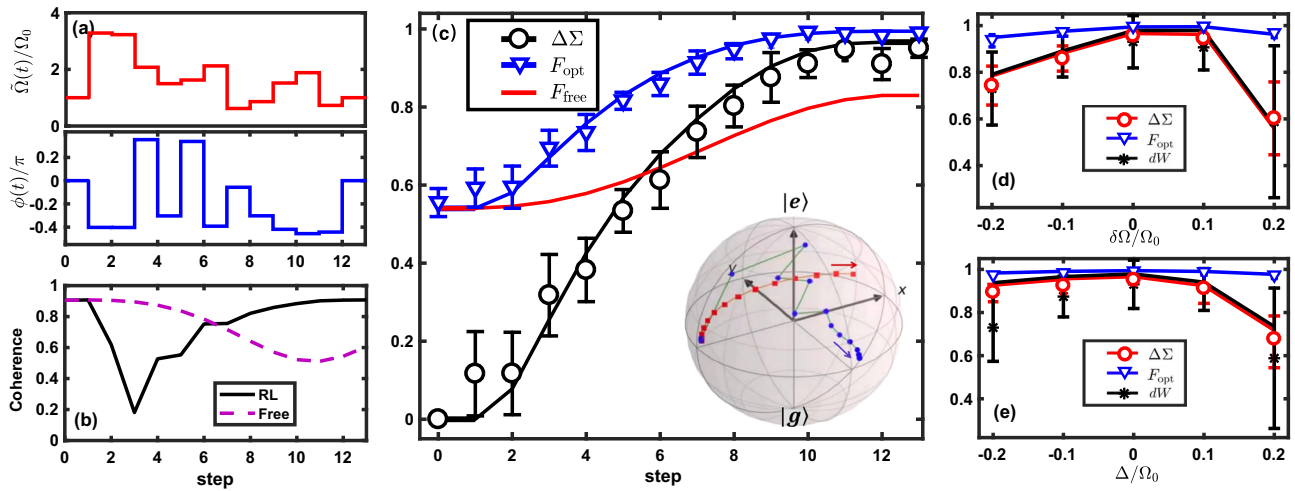 (a)
Ω̃(t)/Ω₀
4
2
0
ϕ(t)/π
0.2
0
-0.2
-0.4
0 2 4 6 8 10 12
(b)
Coherence
1
0.8
0.6
0.4
0.2
0
RL
Free
0 2 4 6 8 10 12
step
(c)
ΔΣ
F_opt
F_free
1
0.8
0.6
0.4
0.2
0
|e⟩
y
x
|g⟩
0 2 4 6 8 10 12
step
1
0.8
0.6
0.4
ΔΣ
F_opt
dW
(d)
-0.2 -0.1 0 0.1 0.2
δΩ/Ω₀
1
0.8
0.6
0.4
ΔΣ
F_opt
dW
(e)
-0.2 -0.1 0 0.1 0.2
Δ/Ω₀